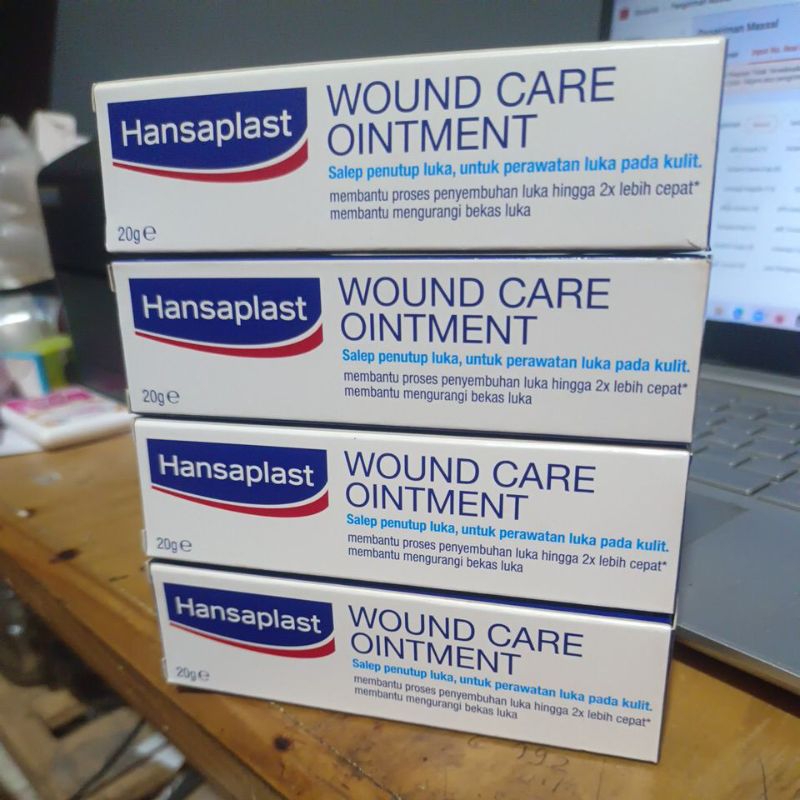 Hansaplast
WOUND CARE
OINTMENT
Salep penutup luka, untuk perawatan luka pada kulit.
membantu proses penyembuhan luka hingga 2x lebih cepat*
membantu mengurangi bekas luka
20g℮
Hansaplast
WOUND CARE
OINTMENT
Salep penutup luka, untuk perawatan luka pada kulit.
membantu proses penyembuhan luka hingga 2x lebih cepat*
membantu mengurangi bekas luka
20g℮
Hansaplast
WOUND CARE
OINTMENT
Salep penutup luka, untuk perawatan luka pada kulit.
membantu proses penyembuhan luka hingga 2x lebih cepat*
membantu mengurangi bekas luka
20g℮
Hansaplast
WOUND CARE
OINTMENT
Salep penutup luka, untuk perawatan luka pada kulit.
membantu proses penyembuhan luka hingga 2x lebih cepat*
membantu mengurangi bekas luka
20g℮